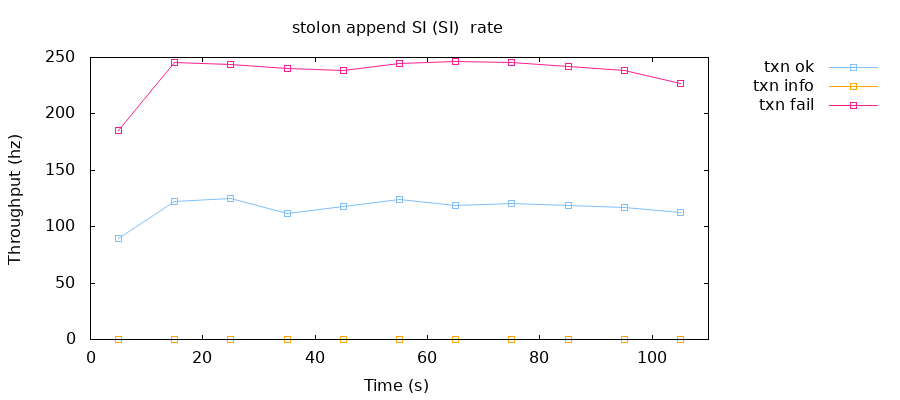 stolon append SI (SI)  rate
250
200
150
100
50
0
0 20 40 60 80 100
Throughput (hz)
Time (s)
txn ok
txn info
txn fail